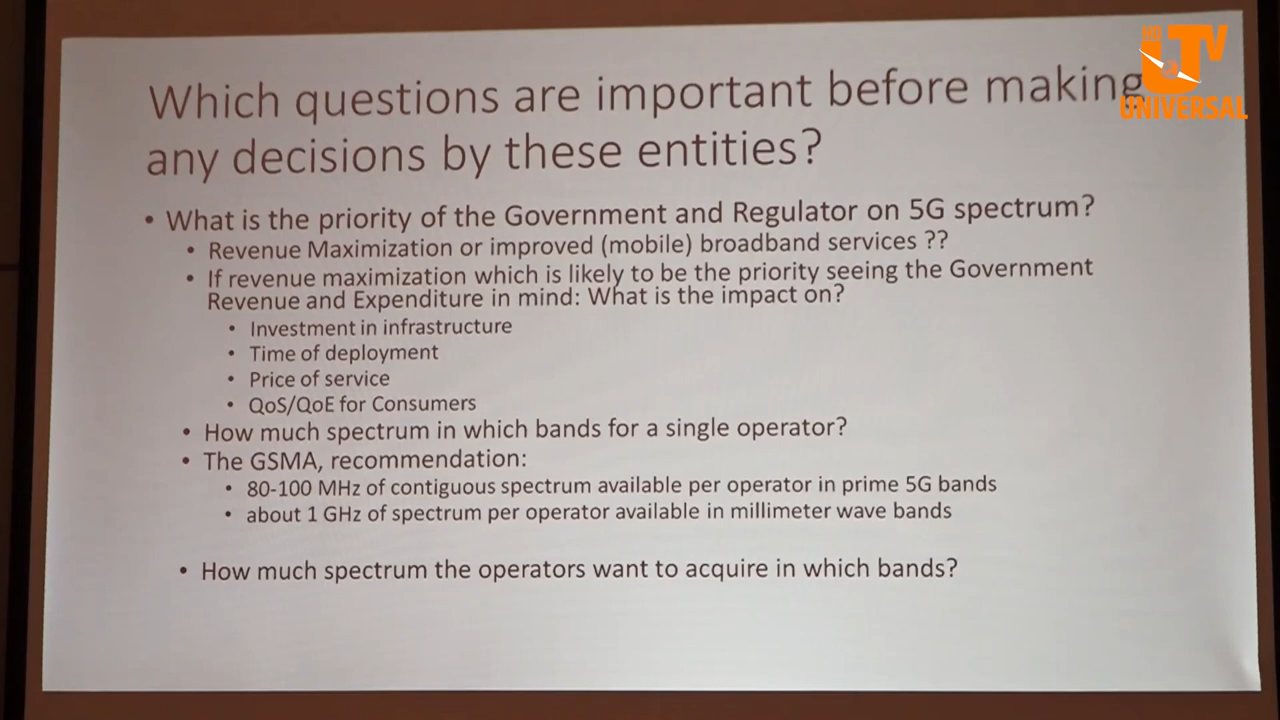 HD
UTV
UNIVERSAL
Which questions are important before making
any decisions by these entities?
• What is the priority of the Government and Regulator on 5G spectrum?
• Revenue Maximization or improved (mobile) broadband services ??
• If revenue maximization which is likely to be the priority seeing the Government
Revenue and Expenditure in mind: What is the impact on?
• Investment in infrastructure
• Time of deployment
• Price of service
• QoS/QoE for Consumers
• How much spectrum in which bands for a single operator?
• The GSMA, recommendation:
• 80-100 MHz of contiguous spectrum available per operator in prime 5G bands
• about 1 GHz of spectrum per operator available in millimeter wave bands
• How much spectrum the operators want to acquire in which bands?